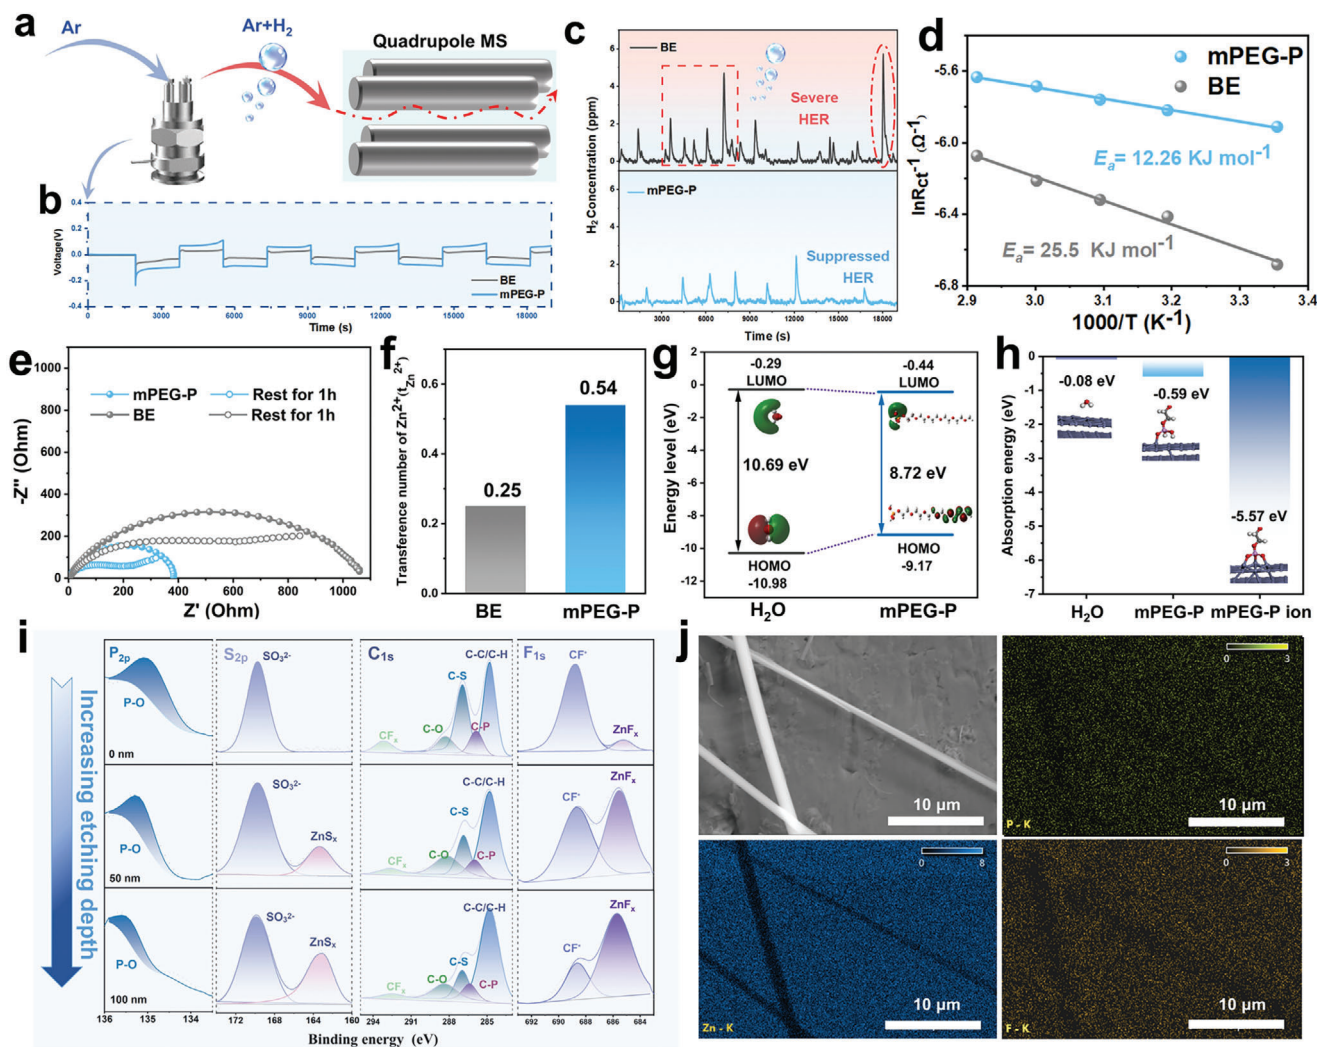 a
Ar
Ar+H2
Quadrupole MS
b
0.4
0.2
0.0
-0.2
-0.4
Voltage(V)
BE
mPEG-P
0
3000
6000
9000
12000
15000
18000
Time (s)
c
BE
Severe
HER
6
4
2
0
mPEG-P
Suppressed
HER
6
4
2
0
H2 Concentration (ppm)
3000
6000
9000
12000
15000
18000
Time (s)
d
mPEG-P
BE
-5.6
-6.0
-6.4
-6.8
lnRct-1 (Ω-1)
Ea= 12.26 KJ mol-1
Ea= 25.5 KJ mol-1
2.9
3.0
3.1
3.2
3.3
3.4
1000/T (K-1)
e
1000
800
600
400
200
0
-Z'' (Ohm)
mPEG-P
Rest for 1h
BE
Rest for 1h
0
200
400
600
800
1000
Z' (Ohm)
f
0.6
0.4
0.2
0.0
Transference number of Zn2+(tZn2+)
0.25
0.54
BE
mPEG-P
g
2
0
-2
-4
-6
-8
-10
-12
Energy level (eV)
-0.29
LUMO
-0.44
LUMO
10.69 eV
8.72 eV
HOMO
-10.98
HOMO
-9.17
H2O
mPEG-P
h
0
-1
-2
-3
-4
-5
-6
-7
Absorption energy (eV)
-0.08 eV
-0.59 eV
-5.57 eV
H2O
mPEG-P
mPEG-P ion
i
Increasing etching depth
P2p
P-O
0 nm
S2p
SO32-
C1s
C-C/C-H
C-S
C-O
C-P
CFx
F1s
CF-
ZnFx
P-O
50 nm
SO32-
ZnSx
C-C/C-H
C-S
C-O
C-P
CFx
CF-
ZnFx
P-O
100 nm
SO32-
ZnSx
C-C/C-H
C-S
C-O
C-P
CFx
CF-
ZnFx
136
135
134
172
168
164
160
294
291
288
285
692
688
684
Binding energy (eV)
j
10 μm
0
3
10 μm
P - K
0
8
10 μm
Zn - K
0
3
10 μm
F - K